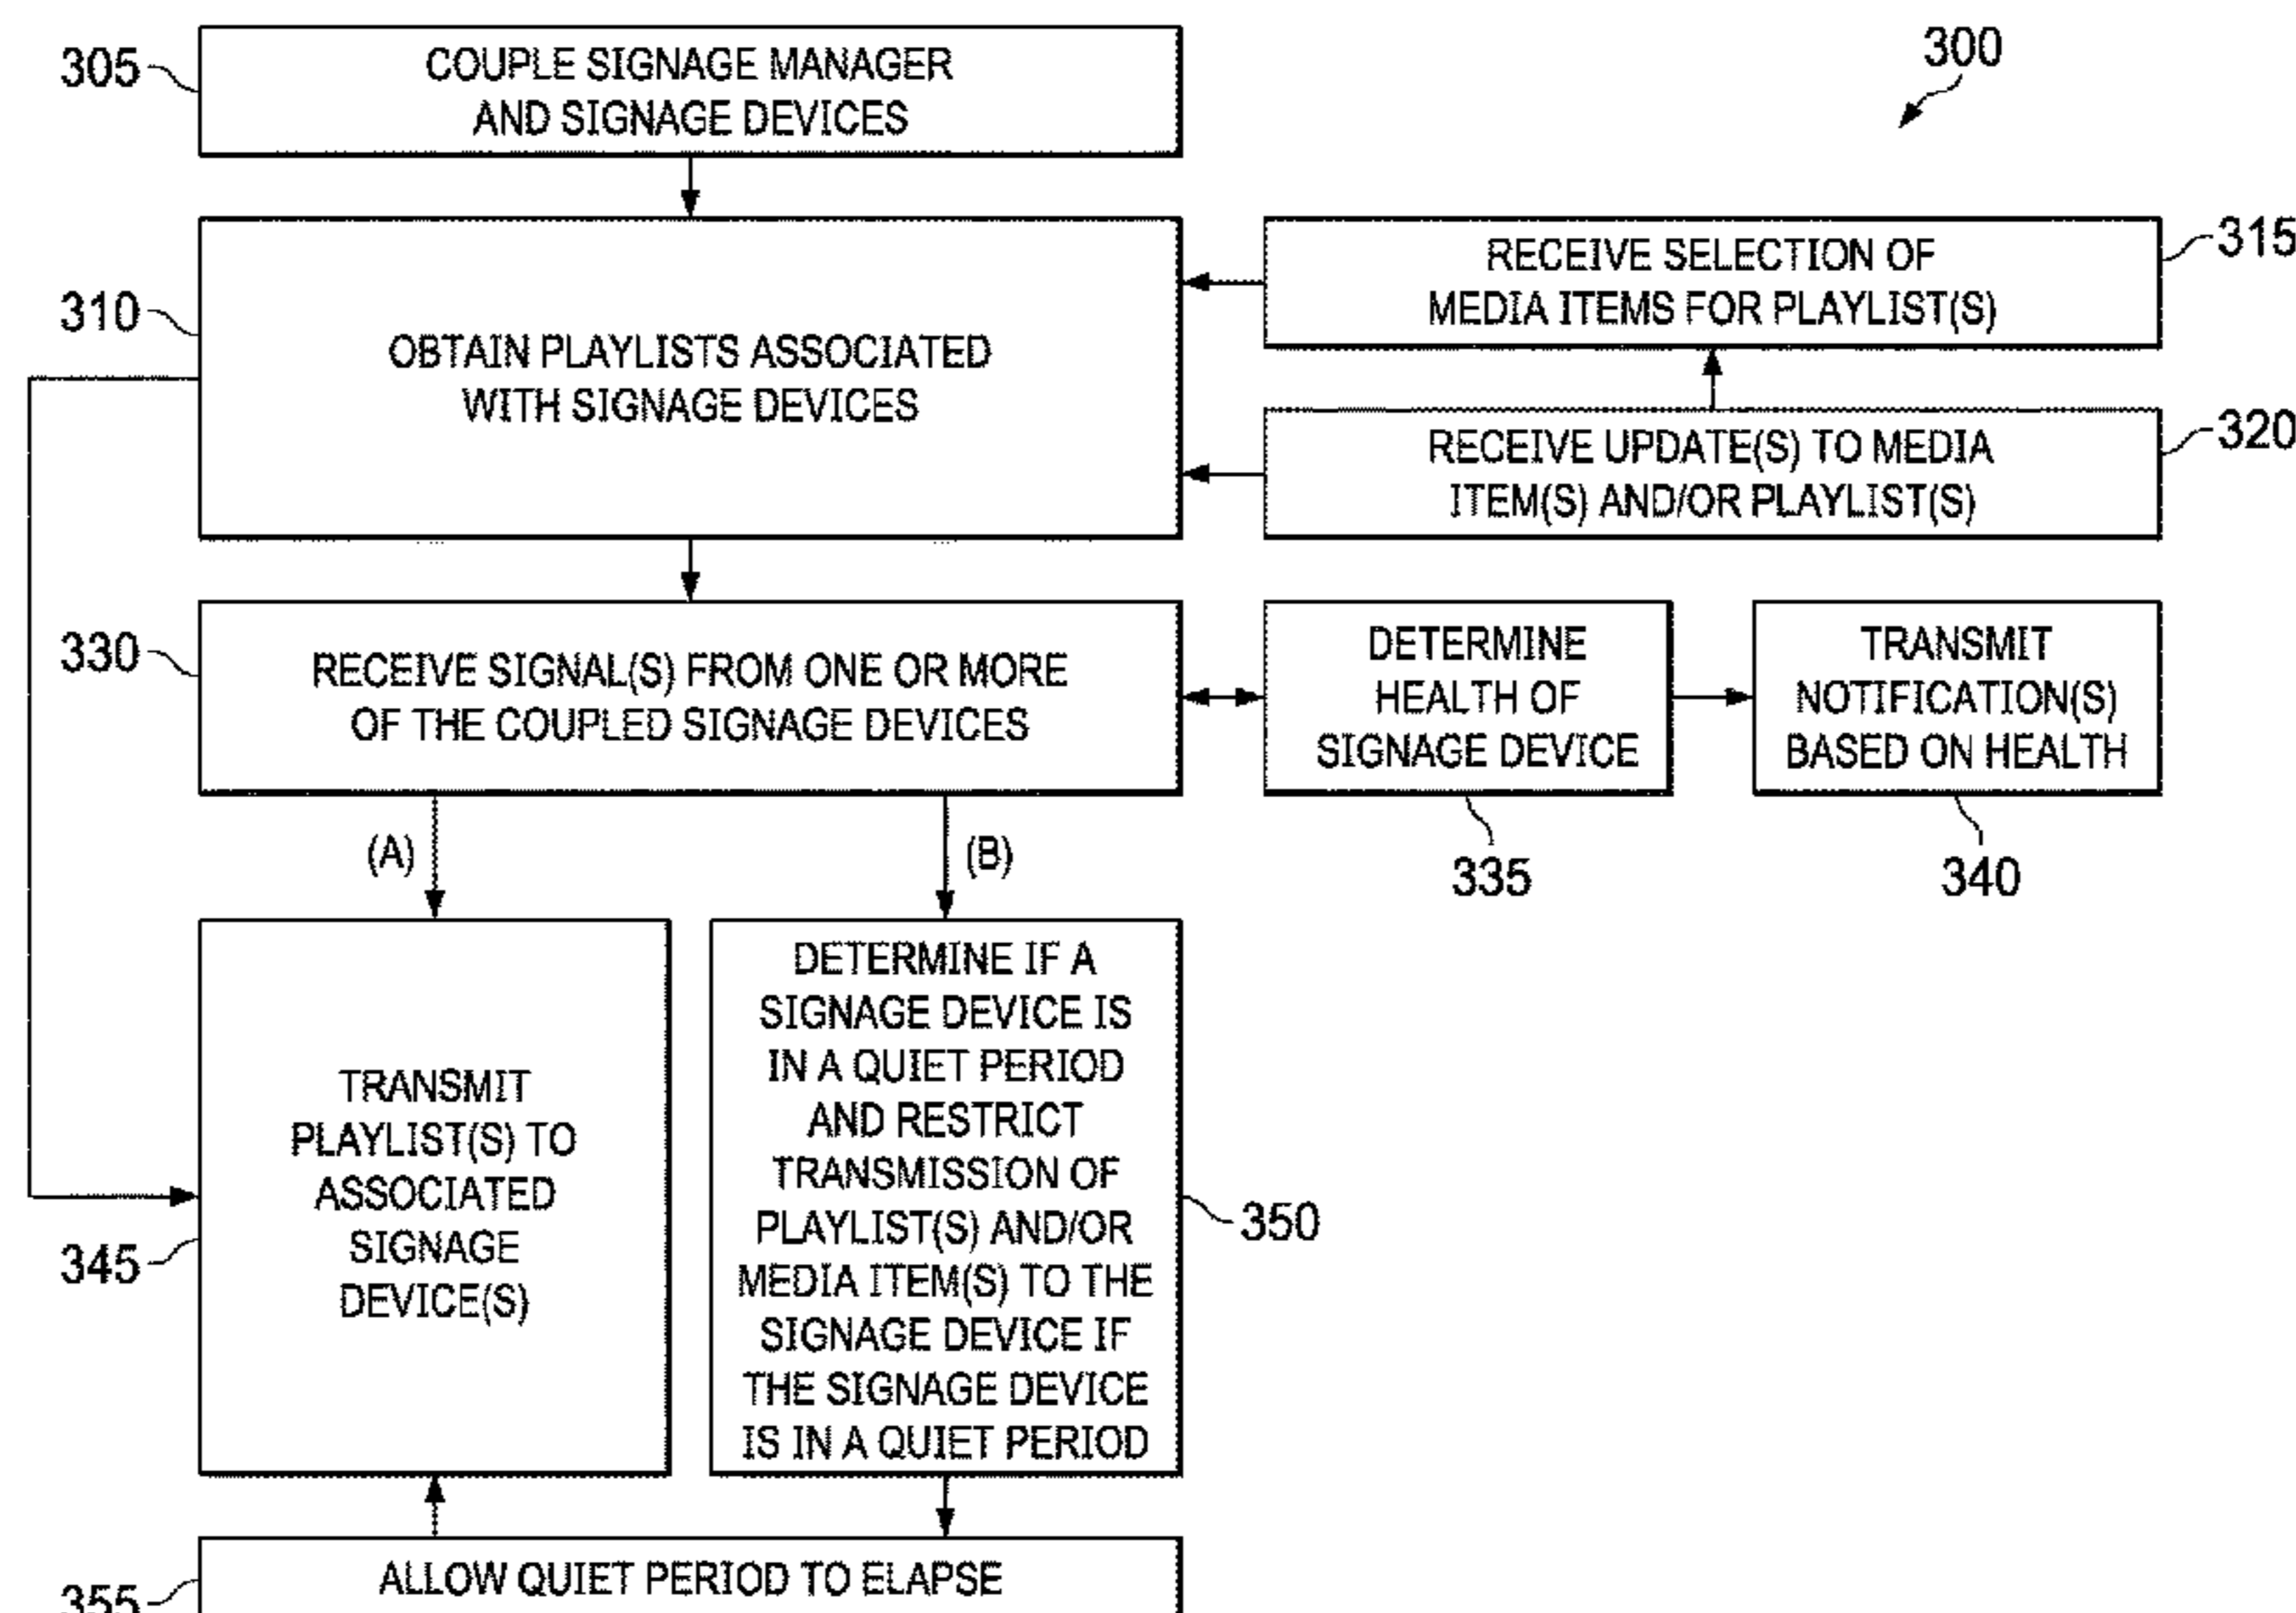 300
305
COUPLE SIGNAGE MANAGER
AND SIGNAGE DEVICES
310
OBTAIN PLAYLISTS ASSOCIATED
WITH SIGNAGE DEVICES
315
RECEIVE SELECTION OF
MEDIA ITEMS FOR PLAYLIST(S)
320
RECEIVE UPDATE(S) TO MEDIA
ITEM(S) AND/OR PLAYLIST(S)
330
RECEIVE SIGNAL(S) FROM ONE OR MORE
OF THE COUPLED SIGNAGE DEVICES
DETERMINE
HEALTH OF
SIGNAGE DEVICE
335
TRANSMIT
NOTIFICATION(S)
BASED ON HEALTH
340
(A)
(B)
TRANSMIT
PLAYLIST(S) TO
ASSOCIATED
SIGNAGE
DEVICE(S)
345
DETERMINE IF A
SIGNAGE DEVICE IS
IN A QUIET PERIOD
AND RESTRICT
TRANSMISSION OF
PLAYLIST(S) AND/OR
MEDIA ITEM(S) TO THE
SIGNAGE DEVICE IF
THE SIGNAGE DEVICE
IS IN A QUIET PERIOD
350
ALLOW QUIET PERIOD TO ELAPSE
355